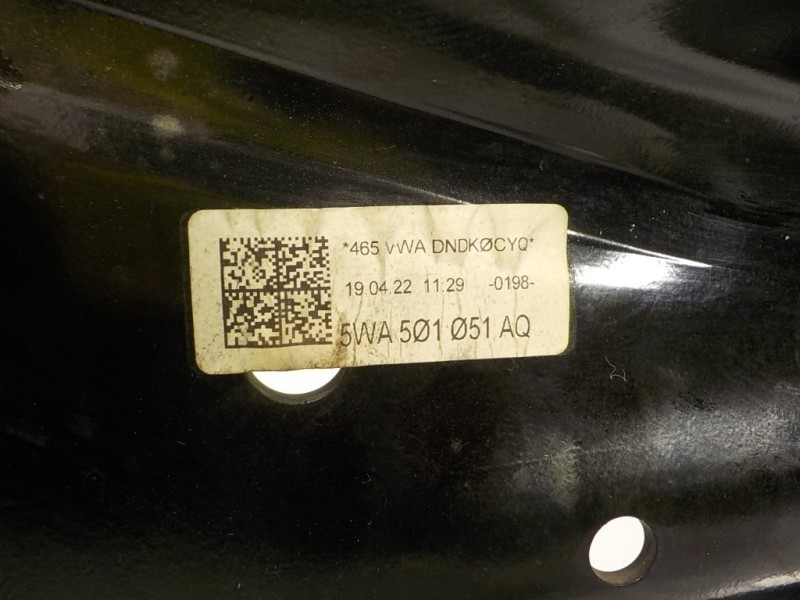 *465 VWA DNDKØCYQ*
19.04.22 11:29 -0198-
5WA 5Ø1 Ø51 AQ